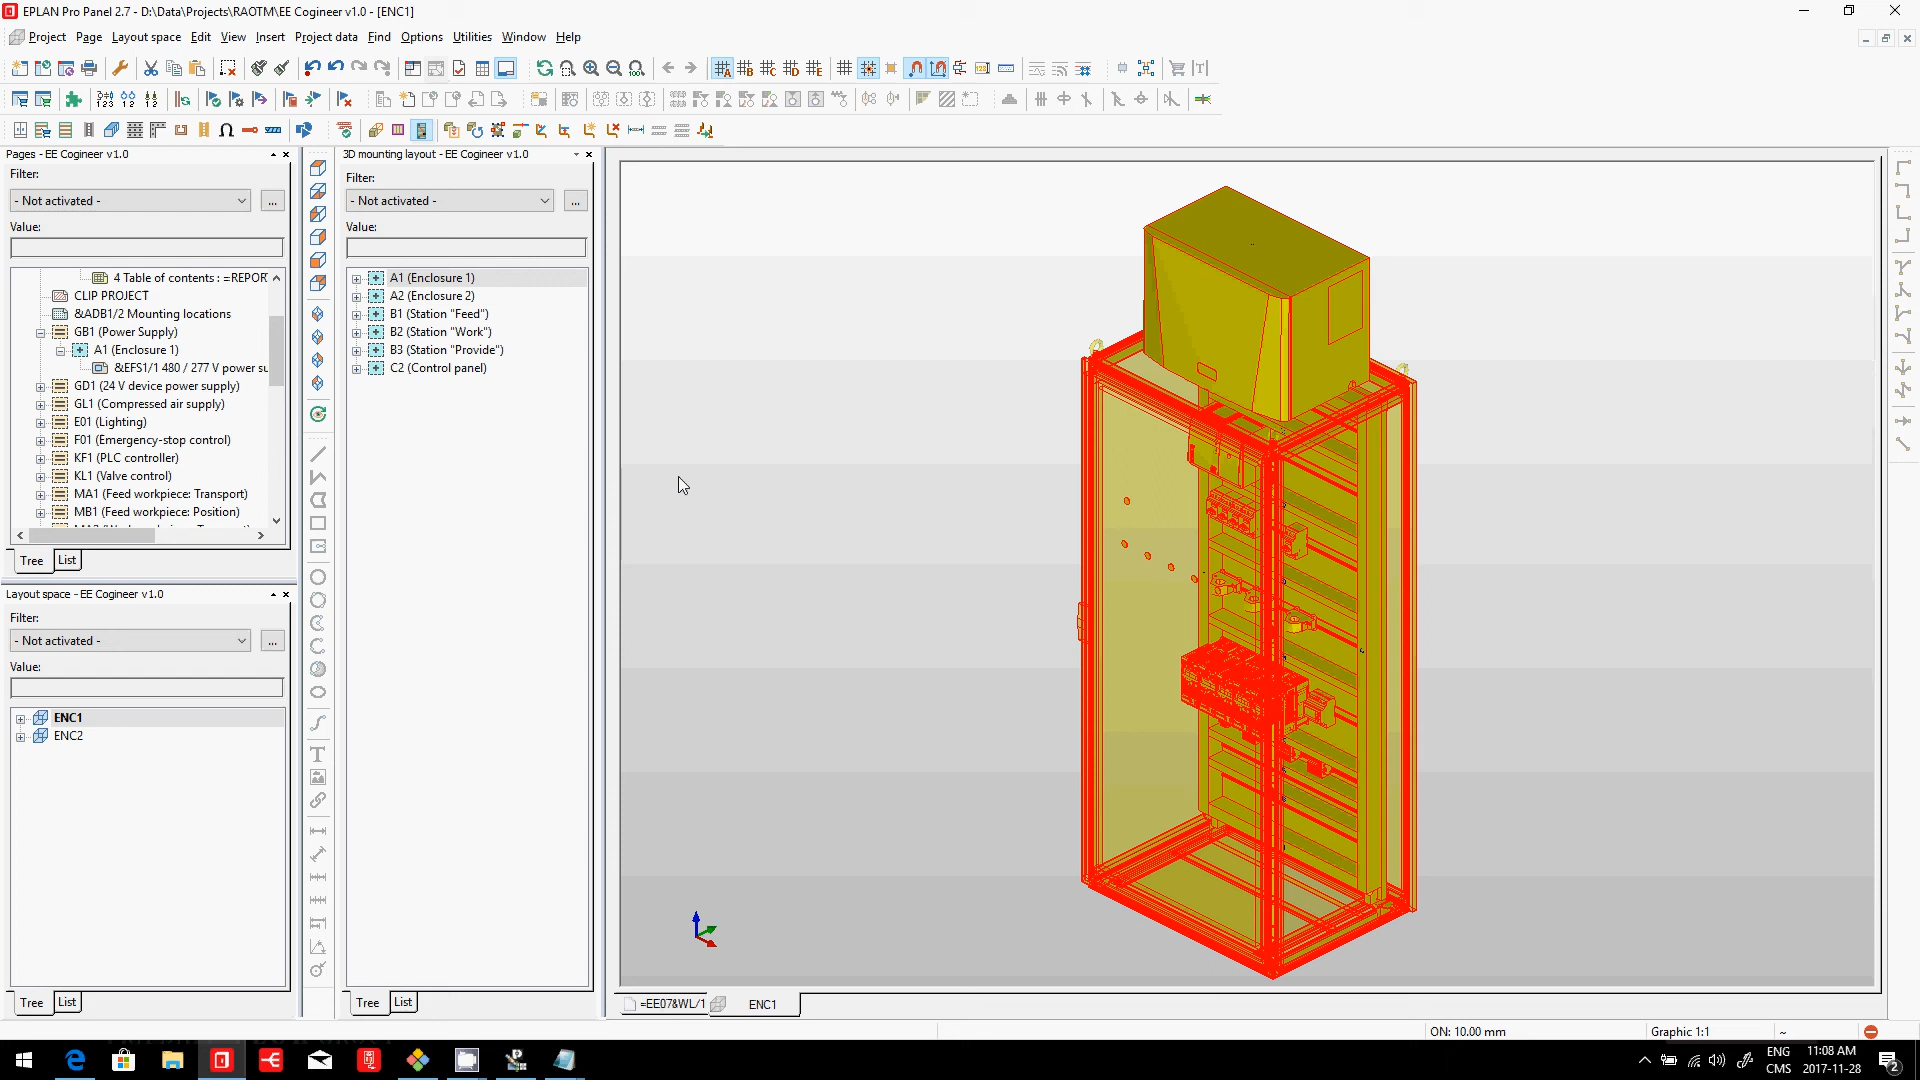 EPLAN Pro Panel 2.7 - D:\Data\Projects\RAOTM\EE Cogineer v1.0 - [ENC1]
Project Page Layout space Edit View Insert Project data Find Options Utilities Window Help
Pages - EE Cogineer v1.0
Filter:
- Not activated -
...
Value:
4 Table of contents : =REPOR
CLIP PROJECT
&ADB1/2 Mounting locations
GB1 (Power Supply)
A1 (Enclosure 1)
&EFS1/1 480 / 277 V power su
GD1 (24 V device power supply)
GL1 (Compressed air supply)
E01 (Lighting)
F01 (Emergency-stop control)
KF1 (PLC controller)
KL1 (Valve control)
MA1 (Feed workpiece: Transport)
MB1 (Feed workpiece: Position)
Tree List
Layout space - EE Cogineer v1.0
Filter:
- Not activated -
...
Value:
ENC1
ENC2
Tree List
3D mounting layout - EE Cogineer v1.0
Filter:
- Not activated -
...
Value:
A1 (Enclosure 1)
A2 (Enclosure 2)
B1 (Station "Feed")
B2 (Station "Work")
B3 (Station "Provide")
C2 (Control panel)
Tree List
=EE07&WL/1 ENC1
ON: 10.00 mm Graphic 1:1 ~
ENG 11:08 AM
CMS 2017-11-28
2